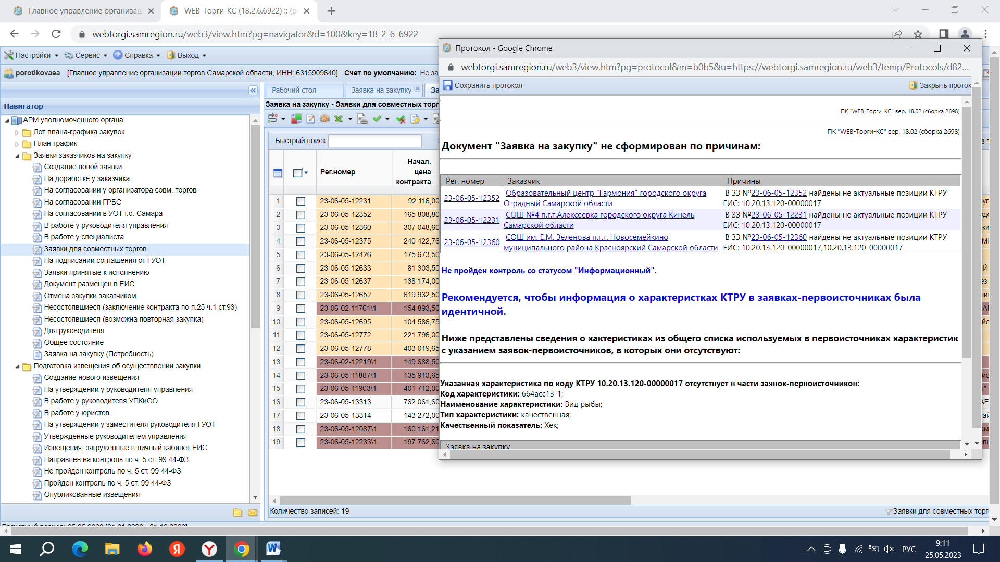 Главное управление организац
WEB-Торги-КС (18.2.6.6922) :: (р
webtorgi.samregion.ru/web3/view.htm?pg=navigator&d=100&key=18_2_6_6922
Настройки
Сервис
Справка
Выход
porotikovaea [Главное управление организации торгов Самарской области, ИНН: 6315909640] Счет по умолчанию: Не за
Навигатор
АРМ уполномоченного органа
Лот плана-графика закупок
План-график
Заявки заказчиков на закупку
Создание новой заявки
На доработке у заказчика
На согласовании у организатора совм. торгов
На согласовании ГРБС
На согласовании в УОТ г.о. Самара
В работе у руководителя управления
В работе у специалиста
Заявки для совместных торгов
На подписании соглашения от ГУОТ
Заявки принятые к исполнению
Документ размещен в ЕИС
Отмена закупки заказчиком
Несостоявшиеся (заключение контракта по п.25 ч.1 ст.93)
Несостоявшиеся (возможна повторная закупка)
Для руководителя
Общее состояние
Заявка на закупку (Потребность)
Подготовка извещения об осуществлении закупки
Создание нового извещения
На утверждении у руководителя управления
В работе у руководителя УПКиОО
В работе у юристов
На утверждении у заместителя руководителя ГУОТ
Утвержденные руководителем управления
Извещения, загруженные в личный кабинет ЕИС
Направлен на контроль по ч. 5 ст. 99 44-ФЗ
Не пройден контроль по ч. 5 ст. 99 44-ФЗ
Пройден контроль по ч. 5 ст. 99 44-ФЗ
Опубликованные извещения
Рабочий стол
Заявка на закупку
За
Заявка на закупку - Заявки для совместных торг
Быстрый поиск
Рег.номер
Начал. цена контракта
1 23-06-05-12231 92 116,00
2 23-06-05-12352 165 808,80
3 23-06-05-12360 307 048,60
4 23-06-05-12375 240 422,76
5 23-06-05-12426 175 673,50
6 23-06-05-12633 81 303,50
7 23-06-05-12637 138 174,00
8 23-06-05-12652 619 932,50
9 23-06-02-11761\1 154 893,50
10 23-06-05-12695 104 586,75
11 23-06-05-12772 221 796,00
12 23-06-05-12778 403 019,65
13 23-06-02-12219\1 149 688,50
14 23-06-05-11887\1 135 913,65
15 23-06-05-11903\1 401 712,00
16 23-06-05-13313 762 061,60
17 23-06-05-13314 143 272,00
18 23-06-05-12087\1 160 161,21
19 23-06-05-12233\1 197 762,60
Количество записей: 19
Заявки для совместных торг
Протокол - Google Chrome
webtorgi.samregion.ru/web3/view.htm?pg=protocol&m=b0b5&u=https://webtorgi.samregion.ru/web3/temp/Protocols/d82...
Сохранить протокол
Закрыть проток
ПК "WEB-Торги-КС" вер. 18.02 (сборка 2698)
ПК "WEB-Торги-КС" вер. 18.02 (сборка 2698)
Документ "Заявка на закупку" не сформирован по причинам:
Рег. номер Заказчик Причины
23-06-05-12352 Образовательный центр "Гармония" городского округа Отрадный Самарской области В ЗЗ №23-06-05-12352 найдены не актуальные позиции КТРУ ЕИС: 10.20.13.120-00000017
23-06-05-12231 СОШ №4 п.г.т.Алексеевка городского округа Кинель Самарской области В ЗЗ №23-06-05-12231 найдены не актуальные позиции КТРУ ЕИС: 10.20.13.120-00000017
23-06-05-12360 СОШ им. Е.М. Зеленова п.г.т. Новосемейкино муниципального района Красноярский Самарской области В ЗЗ №23-06-05-12360 найдены не актуальные позиции КТРУ ЕИС: 10.20.13.120-00000017,10.20.13.120-00000017
Не пройден контроль со статусом "Информационный".
Рекомендуется, чтобы информация о характеристках КТРУ в заявках-первоисточниках была
идентичной.
Ниже представлены сведения о хактеристиках из общего списка используемых в первоисточниках характеристик
с указанием заявок-первоисточников, в которых они отсутствуют:
Указанная характеристика по коду КТРУ 10.20.13.120-00000017 отсутствует в части заявок-первоисточников:
Код характеристики: 664acc13-1;
Наименование характеристики: Вид рыбы;
Тип характеристики: качественная;
Качественный показатель: Хек;
Заявка на закупку
РУС
9:11
25.05.2023